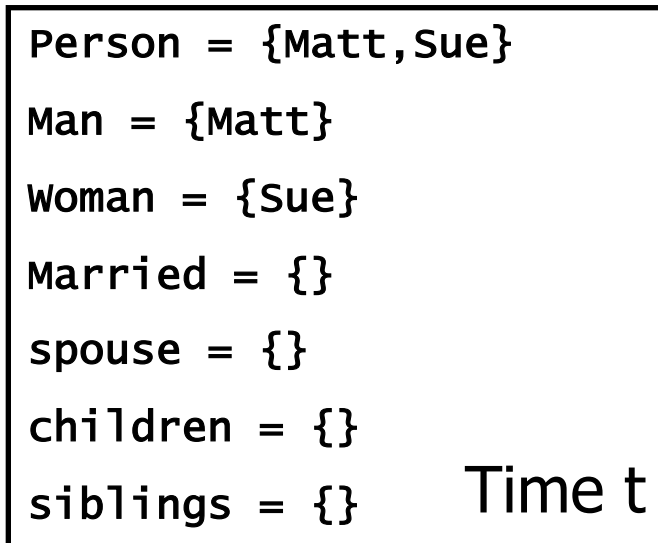 Person = {Matt,Sue}
Man = {Matt}
Woman = {Sue}
Married = {}
spouse = {}
children = {}
siblings = {}
Time t